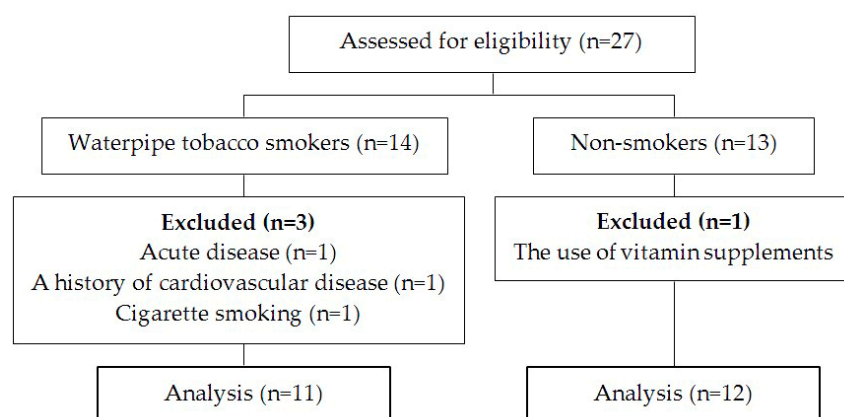 Assessed for eligibility (n=27)
Waterpipe tobacco smokers (n=14)
Non-smokers (n=13)
Excluded (n=3)
Acute disease (n=1)
A history of cardiovascular disease (n=1)
Cigarette smoking (n=1)
Excluded (n=1)
The use of vitamin supplements
Analysis (n=11)
Analysis (n=12)